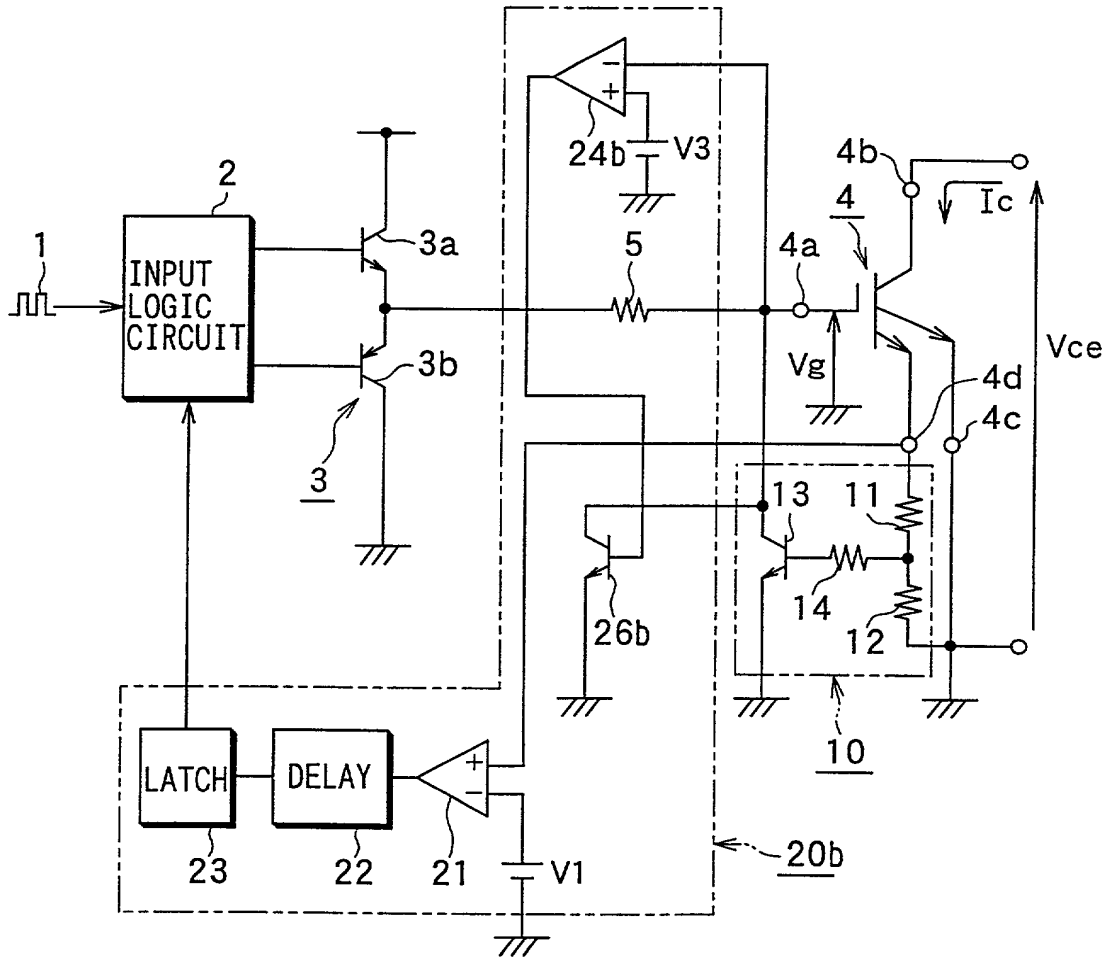 −
+
24b
V3
4b
Ic
4
2
1
3a
5
4a
INPUT
LOGIC
CIRCUIT
Vg
Vce
3b
4d
4c
3
13
11
14
12
26b
10
LATCH
DELAY
+
−
23
22
21
V1
20b